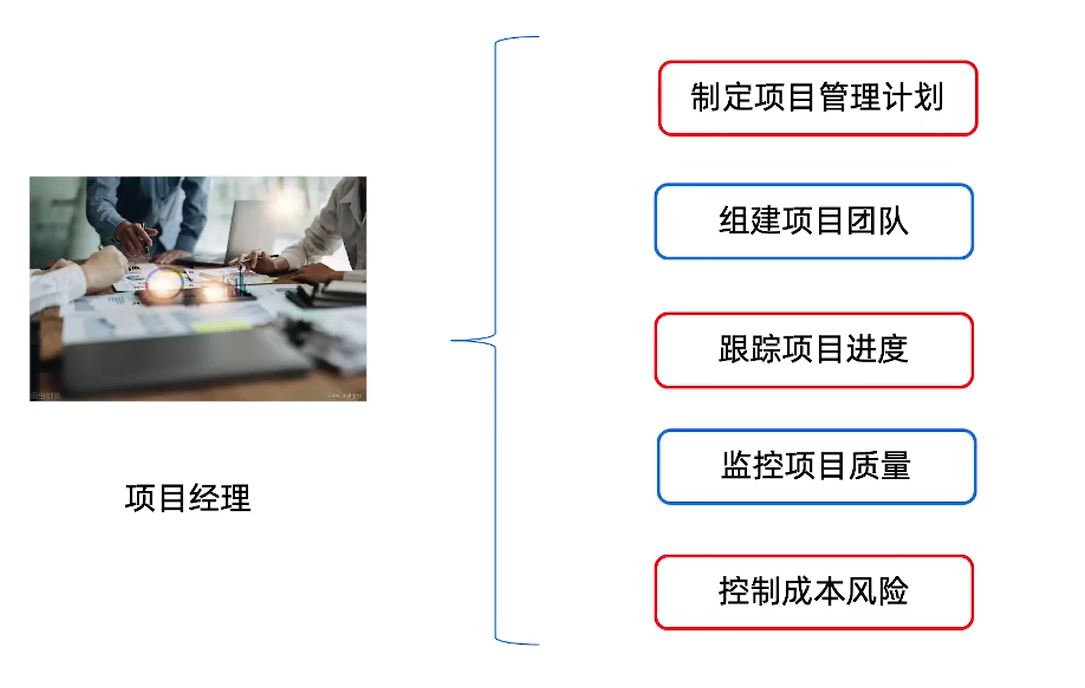 制定项目管理计划
组建项目团队
跟踪项目进度
监控项目质量
控制成本风险
项目经理